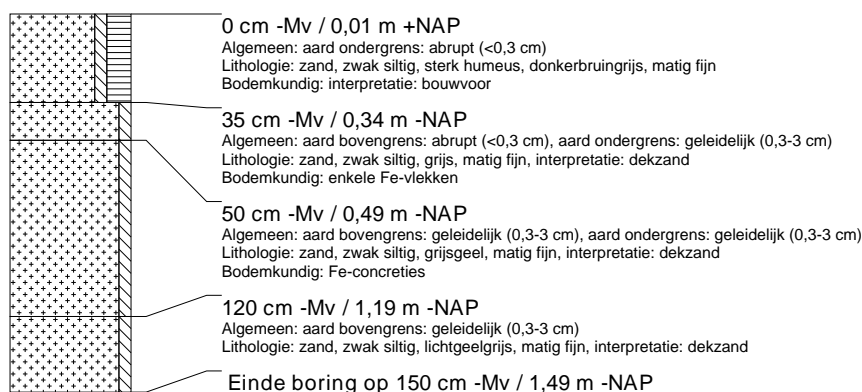 0 cm -Mv / 0,01 m +NAP
Algemeen: aard ondergrens: abrupt (<0,3 cm)
Lithologie: zand, zwak siltig, sterk humeus, donkerbruingrijs, matig fijn
Bodemkundig: interpretatie: bouwvoor
35 cm -Mv / 0,34 m -NAP
Algemeen: aard bovengrens: abrupt (<0,3 cm), aard ondergrens: geleidelijk (0,3-3 cm)
Lithologie: zand, zwak siltig, grijs, matig fijn, interpretatie: dekzand
Bodemkundig: enkele Fe-vlekken
50 cm -Mv / 0,49 m -NAP
Algemeen: aard bovengrens: geleidelijk (0,3-3 cm), aard ondergrens: geleidelijk (0,3-3 cm)
Lithologie: zand, zwak siltig, grijsgeel, matig fijn, interpretatie: dekzand
Bodemkundig: Fe-concreties
120 cm -Mv / 1,19 m -NAP
Algemeen: aard bovengrens: geleidelijk (0,3-3 cm)
Lithologie: zand, zwak siltig, lichtgeelgrijs, matig fijn, interpretatie: dekzand
Einde boring op 150 cm -Mv / 1,49 m -NAP